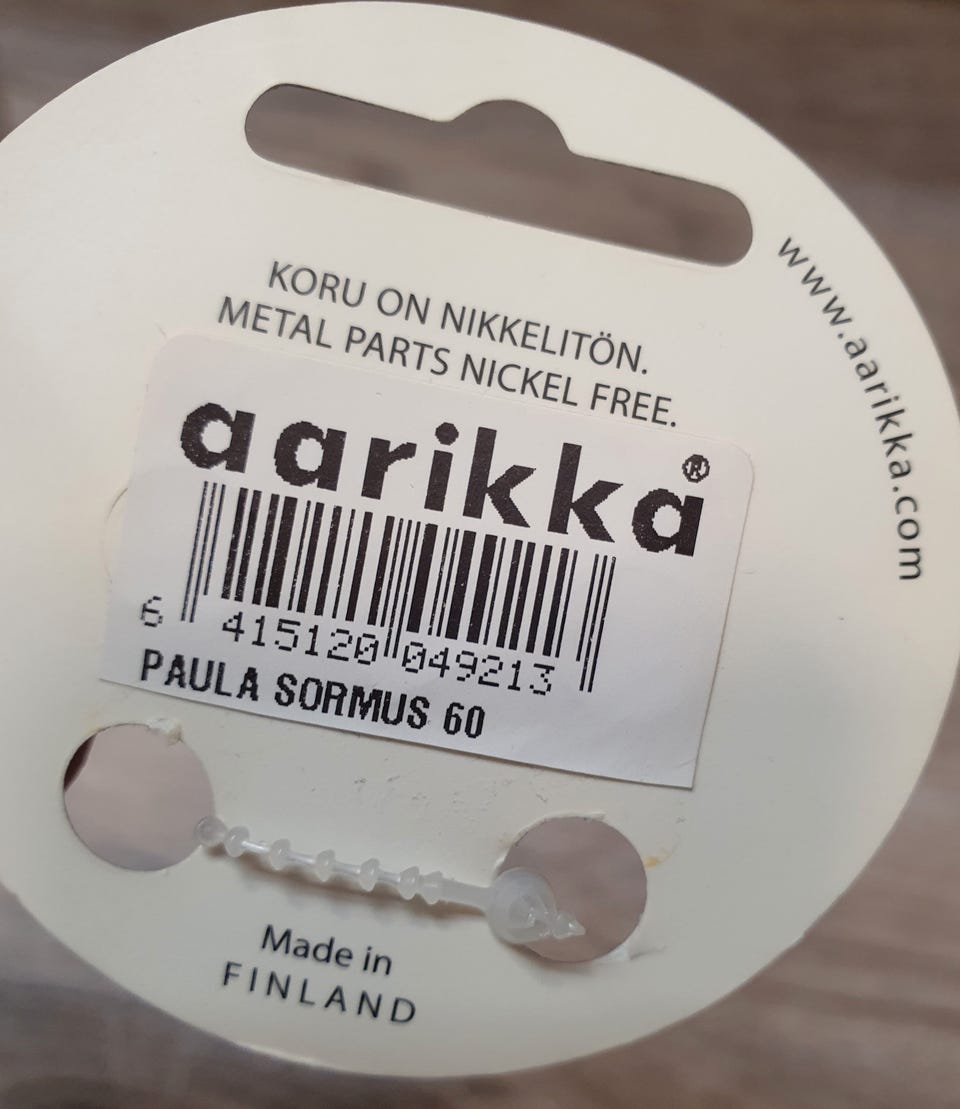 KORU ON NIKKELITÖN.
METAL PARTS NICKEL FREE.
www.aarikka.com
aarikka®
6 415120 049213
PAULA SORMUS 60
Made in
FINLAND